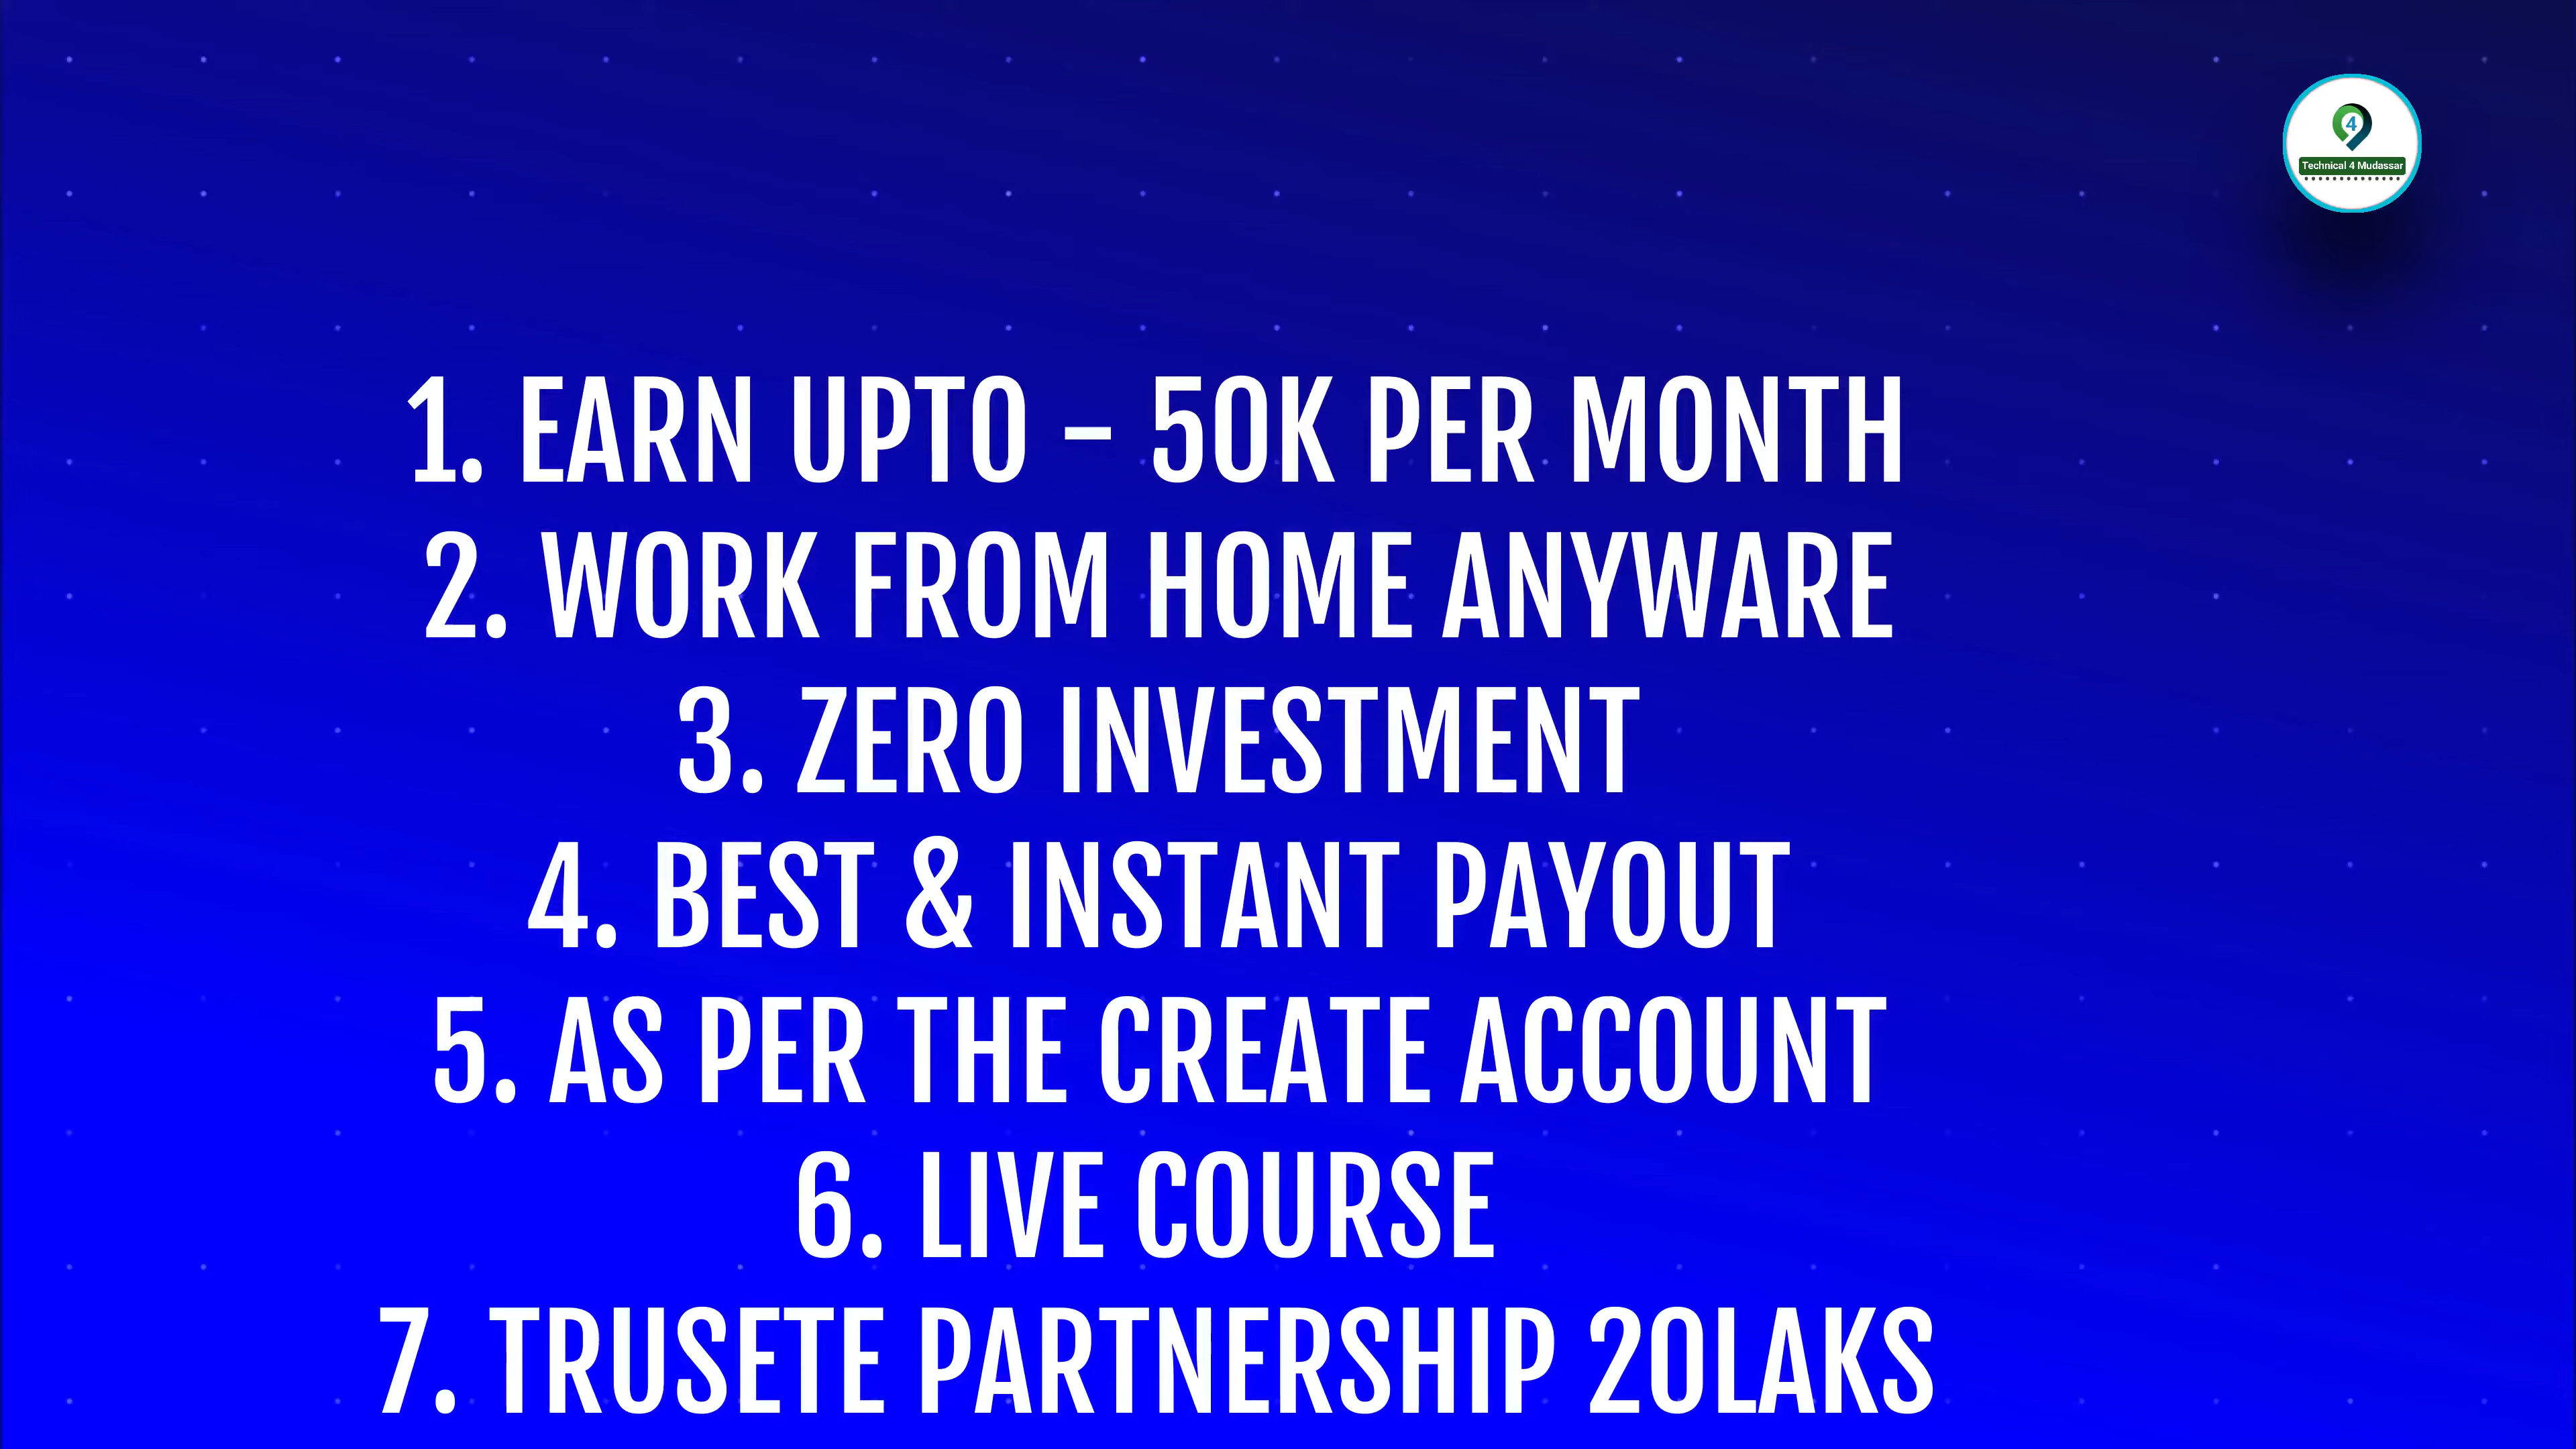 4
Technical 4 Mudassar
1. EARN UPTO – 50K PER MONTH
2. WORK FROM HOME ANYWARE
3. ZERO INVESTMENT
4. BEST & INSTANT PAYOUT
5. AS PER THE CREATE ACCOUNT
6. LIVE COURSE
7. TRUSETE PARTNERSHIP 20LAKS